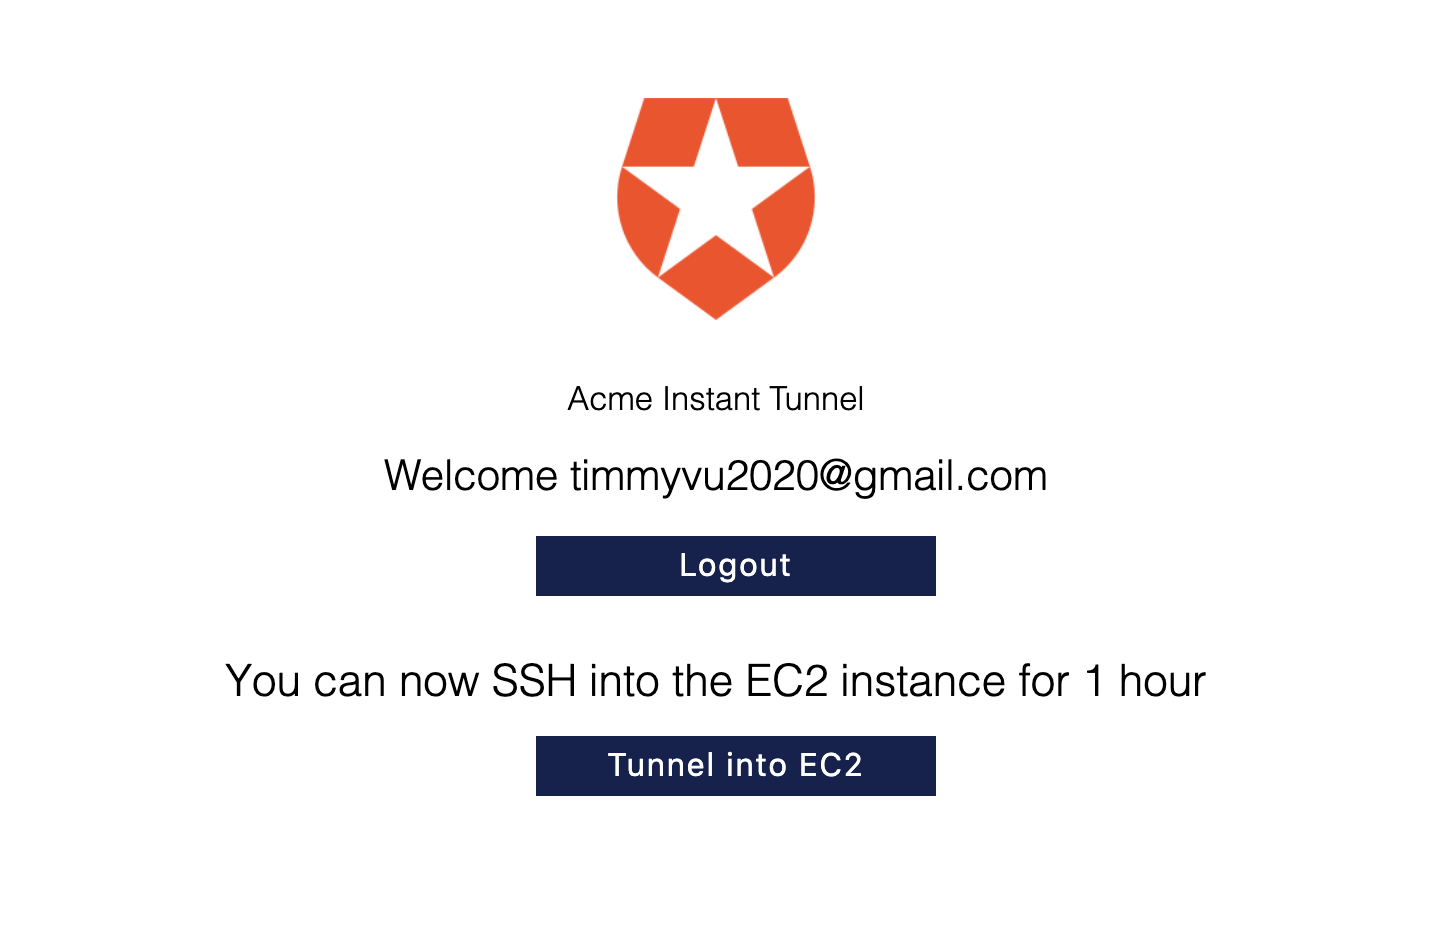 Acme Instant Tunnel
Welcome timmyvu2020@gmail.com
Logout
You can now SSH into the EC2 instance for 1 hour
Tunnel into EC2